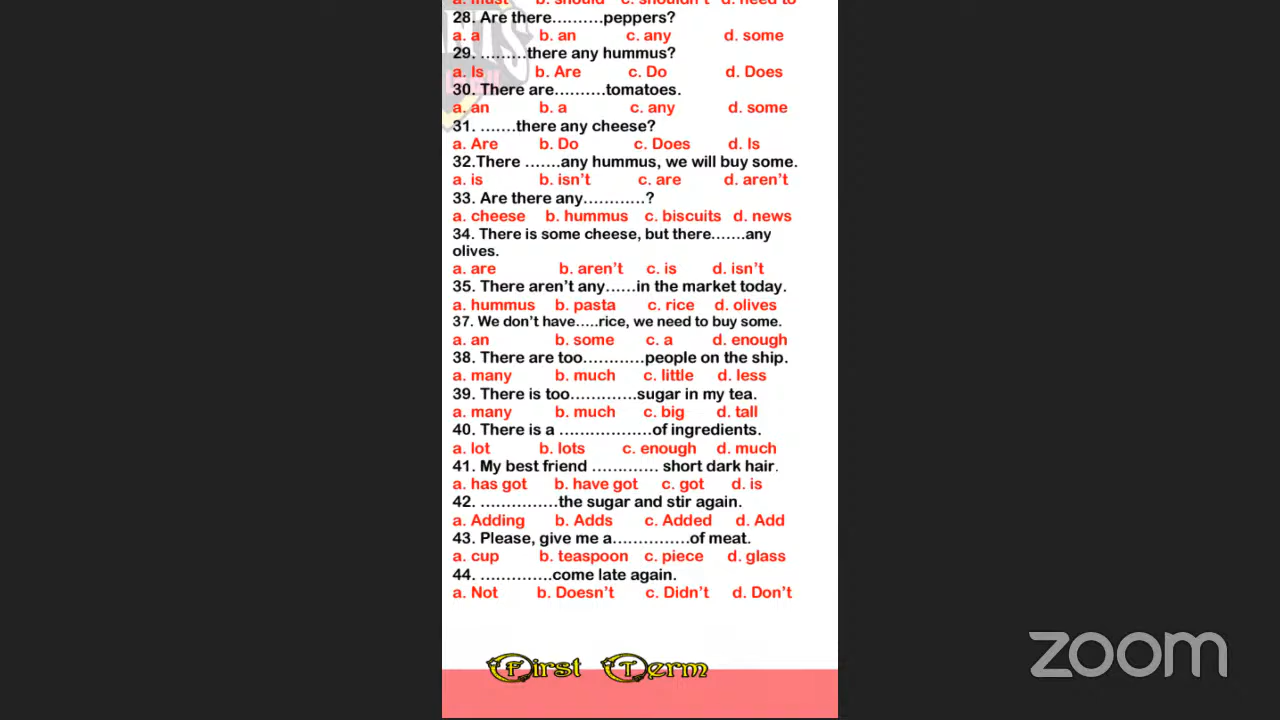 a. must b. should c. shouldn't d. need to
28. Are there..........peppers?
a. a b. an c. any d. some
29. .........there any hummus?
a. Is b. Are c. Do d. Does
30. There are..........tomatoes.
a. an b. a c. any d. some
31. .......there any cheese?
a. Are b. Do c. Does d. Is
32.There .......any hummus, we will buy some.
a. is b. isn't c. are d. aren't
33. Are there any............?
a. cheese b. hummus c. biscuits d. news
34. There is some cheese, but there.......any
olives.
a. are b. aren't c. is d. isn't
35. There aren't any......in the market today.
a. hummus b. pasta c. rice d. olives
37. We don't have.....rice, we need to buy some.
a. an b. some c. a d. enough
38. There are too............people on the ship.
a. many b. much c. little d. less
39. There is too.............sugar in my tea.
a. many b. much c. big d. tall
40. There is a ..................of ingredients.
a. lot b. lots c. enough d. much
41. My best friend ............. short dark hair.
a. has got b. have got c. got d. is
42. ...............the sugar and stir again.
a. Adding b. Adds c. Added d. Add
43. Please, give me a...............of meat.
a. cup b. teaspoon c. piece d. glass
44. ..............come late again.
a. Not b. Doesn't c. Didn't d. Don't
First Term
zoom